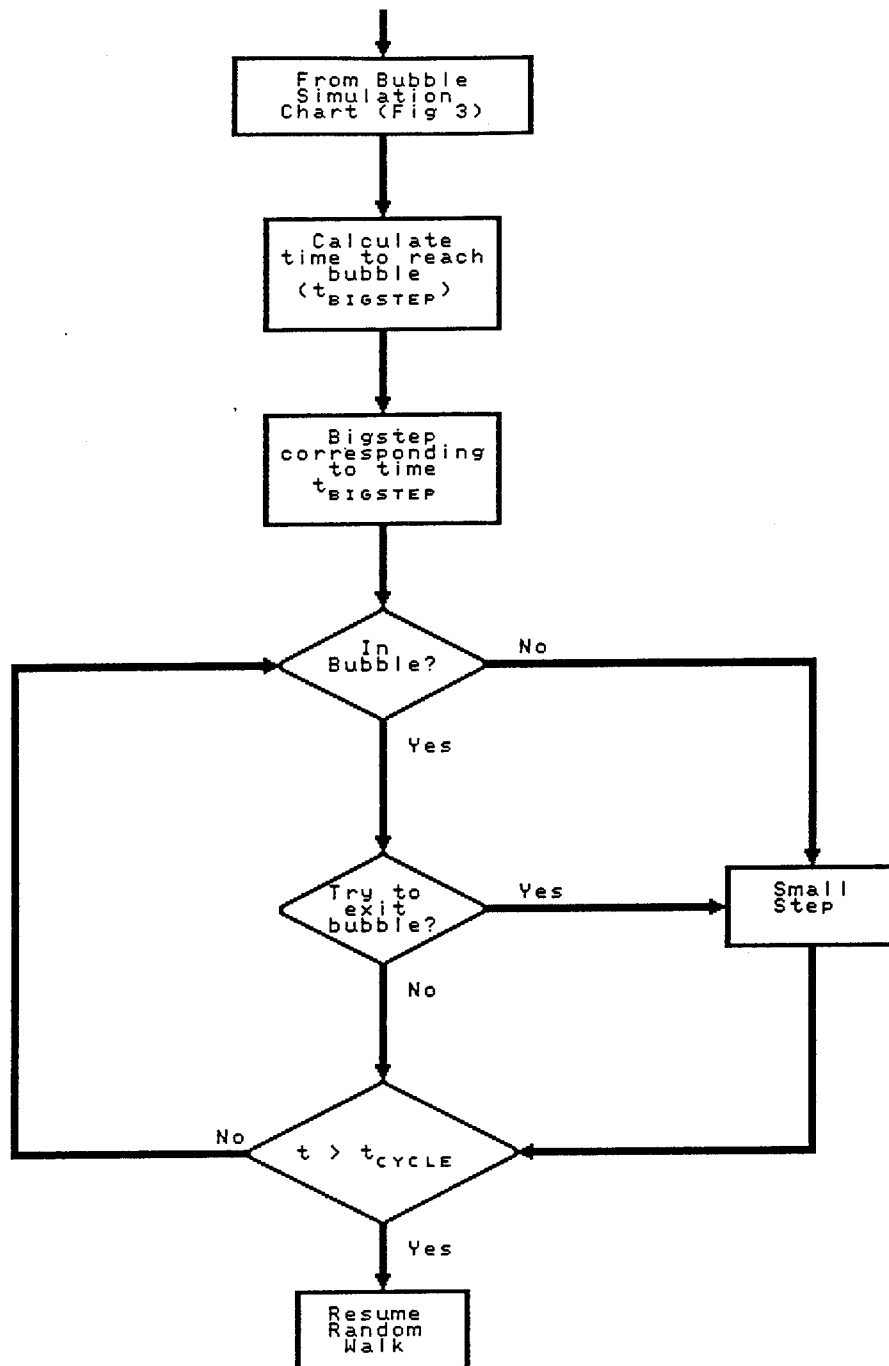 From Bubble
Simulation
Chart (Fig 3)
Calculate
time to reach
bubble
(tBIGSTEP)
Bigstep
corresponding
to time
tBIGSTEP
In
Bubble?
No
Yes
Try to
exit
bubble?
Yes
Small
Step
No
No
t > tCYCLE
Yes
Resume
Random
Walk